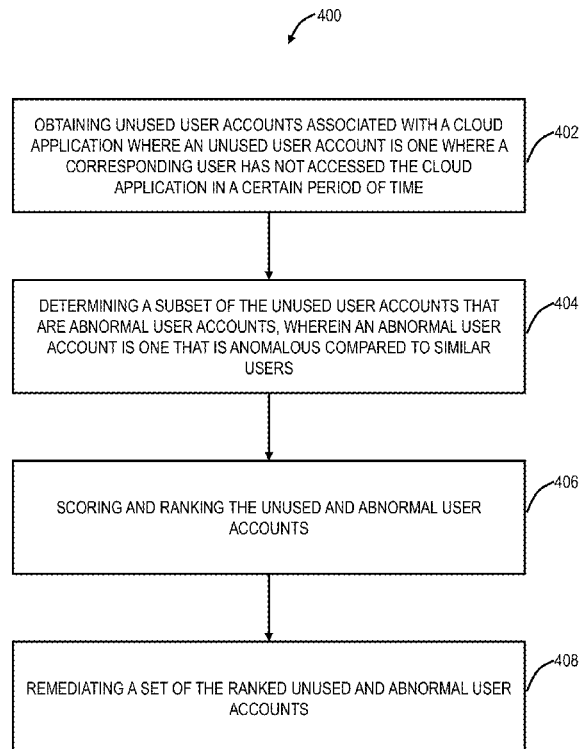 400
OBTAINING UNUSED USER ACCOUNTS ASSOCIATED WITH A CLOUD
APPLICATION WHERE AN UNUSED USER ACCOUNT IS ONE WHERE A
CORRESPONDING USER HAS NOT ACCESSED THE CLOUD
APPLICATION IN A CERTAIN PERIOD OF TIME
402
DETERMINING A SUBSET OF THE UNUSED USER ACCOUNTS THAT
ARE ABNORMAL USER ACCOUNTS, WHEREIN AN ABNORMAL USER
ACCOUNT IS ONE THAT IS ANOMALOUS COMPARED TO SIMILAR
USERS
404
SCORING AND RANKING THE UNUSED AND ABNORMAL USER
ACCOUNTS
406
REMEDIATING A SET OF THE RANKED UNUSED AND ABNORMAL USER
ACCOUNTS
408